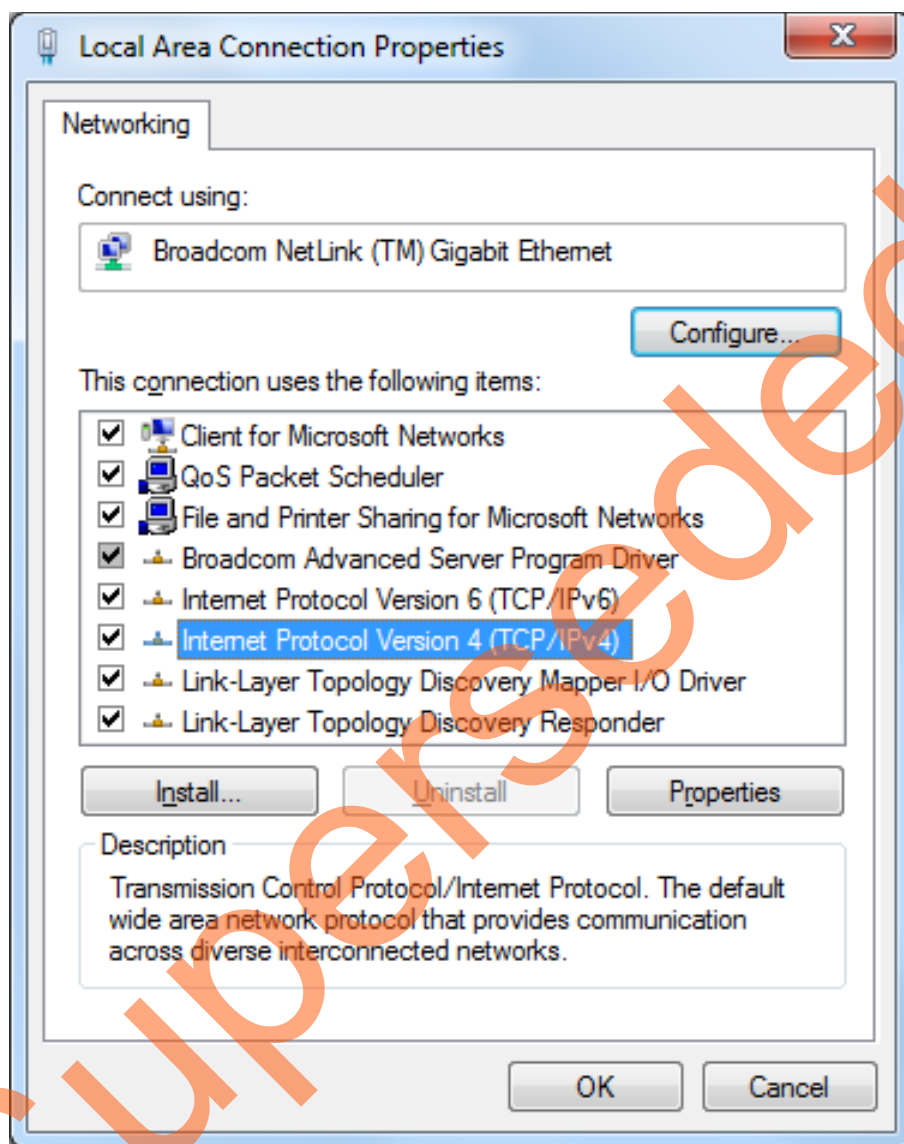 Local Area Connection Properties
Networking
Connect using:
Broadcom NetLink (TM) Gigabit Ethernet
Configure...
This connection uses the following items:
Client for Microsoft Networks
QoS Packet Scheduler
File and Printer Sharing for Microsoft Networks
Broadcom Advanced Server Program Driver
Internet Protocol Version 6 (TCP/IPv6)
Internet Protocol Version 4 (TCP/IPv4)
Link-Layer Topology Discovery Mapper I/O Driver
Link-Layer Topology Discovery Responder
Install... Uninstall Properties
Description
Transmission Control Protocol/Internet Protocol. The default
wide area network protocol that provides communication
across diverse interconnected networks.
OK Cancel
Superseded